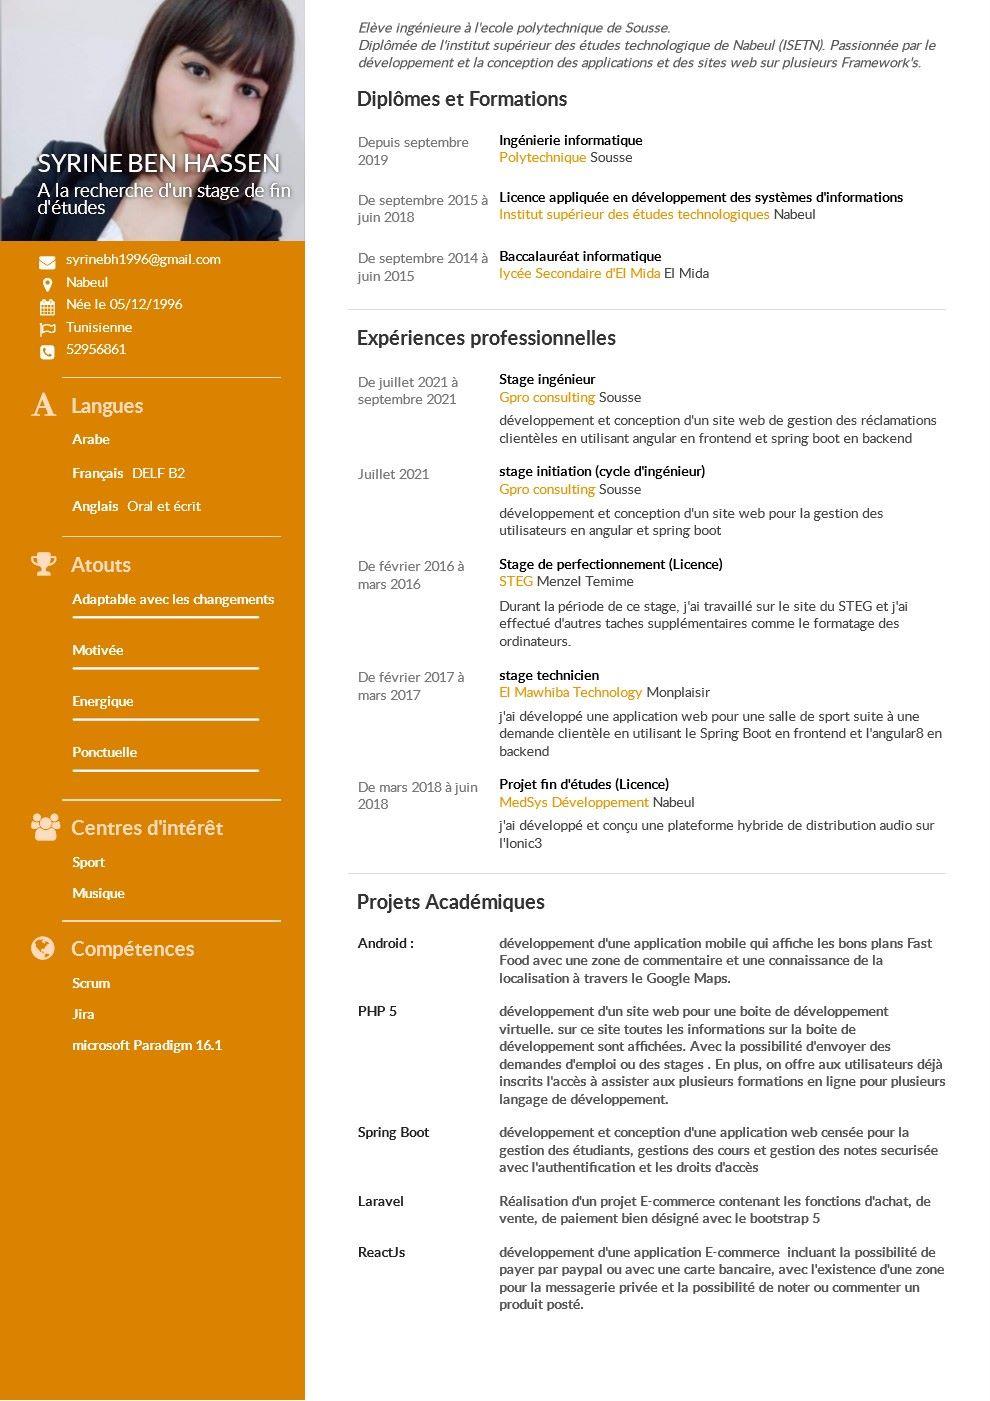 SYRINE BEN HASSEN
A la recherche d'un stage de fin
d'études
syrinebh1996@gmail.com
Nabeul
Née le 05/12/1996
Tunisienne
52956861
Langues
Arabe
Français DELF B2
Anglais Oral et écrit
Atouts
Adaptable avec les changements
Motivée
Energique
Ponctuelle
Centres d'intérêt
Sport
Musique
Compétences
Scrum
Jira
microsoft Paradigm 16.1
Elève ingénieure à l'ecole polytechnique de Sousse.
Diplômée de l'institut supérieur des études technologique de Nabeul (ISETN). Passionnée par le
développement et la conception des applications et des sites web sur plusieurs Framework's.
Diplômes et Formations
Depuis septembre
2019
Ingénierie informatique
Polytechnique Sousse
De septembre 2015 à
juin 2018
Licence appliquée en développement des systèmes d'informations
Institut supérieur des études technologiques Nabeul
De septembre 2014 à
juin 2015
Baccalauréat informatique
lycée Secondaire d'El Mida El Mida
Expériences professionnelles
De juillet 2021 à
septembre 2021
Stage ingénieur
Gpro consulting Sousse
développement et conception d'un site web de gestion des réclamations
clientèles en utilisant angular en frontend et spring boot en backend
Juillet 2021
stage initiation (cycle d'ingénieur)
Gpro consulting Sousse
développement et conception d'un site web pour la gestion des
utilisateurs en angular et spring boot
De février 2016 à
mars 2016
Stage de perfectionnement (Licence)
STEG Menzel Temime
Durant la période de ce stage, j'ai travaillé sur le site du STEG et j'ai
effectué d'autres taches supplémentaires comme le formatage des
ordinateurs.
De février 2017 à
mars 2017
stage technicien
El Mawhiba Technology Monplaisir
j'ai développé une application web pour une salle de sport suite à une
demande clientèle en utilisant le Spring Boot en frontend et l'angular8 en
backend
De mars 2018 à juin
2018
Projet fin d'études (Licence)
MedSys Développement Nabeul
j'ai développé et conçu une plateforme hybride de distribution audio sur
l'Ionic3
Projets Académiques
Android :
développement d'une application mobile qui affiche les bons plans Fast
Food avec une zone de commentaire et une connaissance de la
localisation à travers le Google Maps.
PHP 5
développement d'un site web pour une boite de développement
virtuelle. sur ce site toutes les informations sur la boite de
développement sont affichées. Avec la possibilité d'envoyer des
demandes d'emploi ou des stages . En plus, on offre aux utilisateurs déjà
inscrits l'accès à assister aux plusieurs formations en ligne pour plusieurs
langage de développement.
Spring Boot
développement et conception d'une application web censée pour la
gestion des étudiants, gestions des cours et gestion des notes securisée
avec l'authentification et les droits d'accès
Laravel
Réalisation d'un projet E-commerce contenant les fonctions d'achat, de
vente, de paiement bien désigné avec le bootstrap 5
ReactJs
développement d'une application E-commerce incluant la possibilité de
payer par paypal ou avec une carte bancaire, avec l'existence d'une zone
pour la messagerie privée et la possibilité de noter ou commenter un
produit posté.